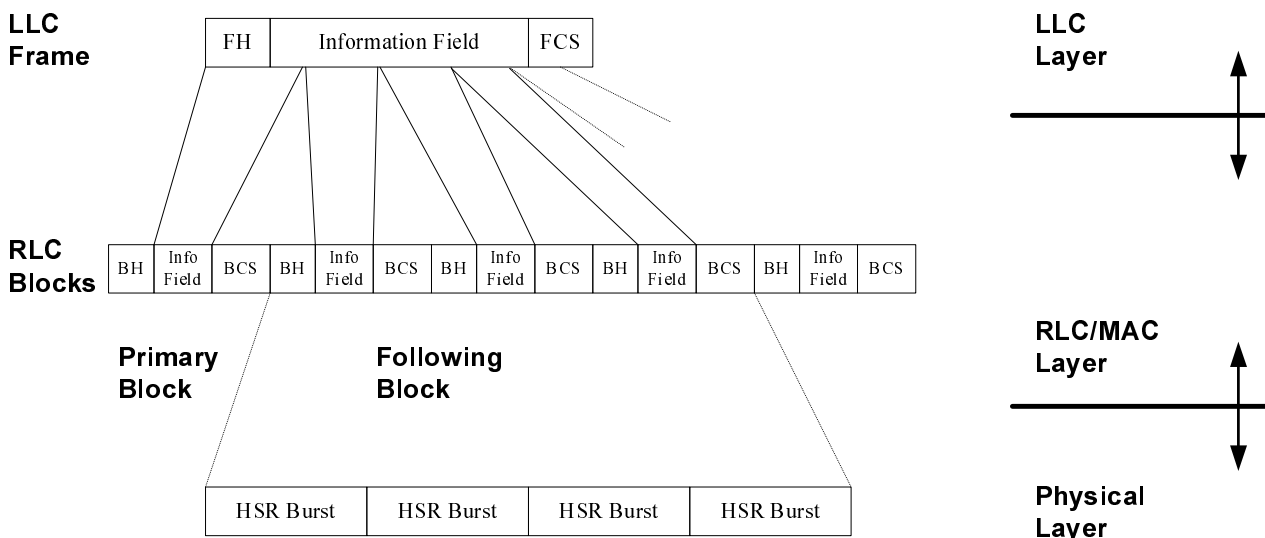 LLC
Frame
FH Information Field FCS
LLC
Layer
RLC
Blocks
BH Info Field BCS BH Info Field BCS BH Info Field BCS BH Info Field BCS BH Info Field BCS
Primary
Block
Following
Block
RLC/MAC
Layer
HSR Burst HSR Burst HSR Burst HSR Burst
Physical
Layer